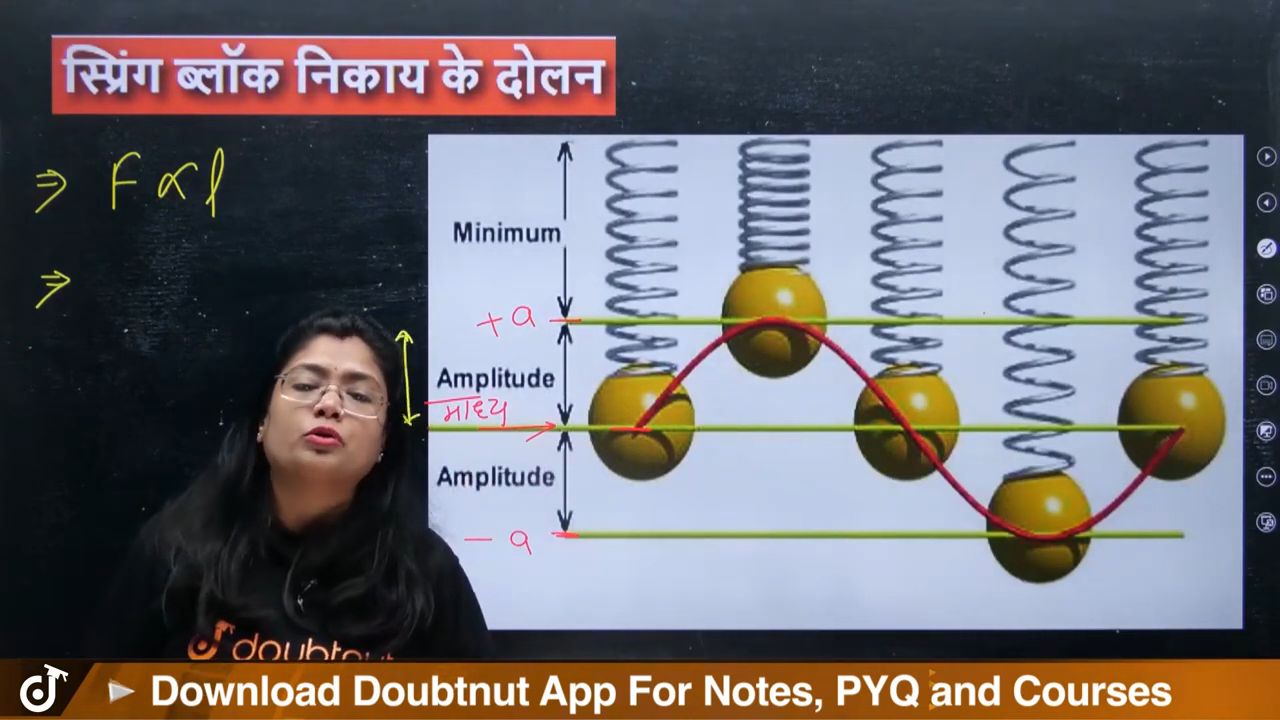 स्प्रिंग ब्लॉक निकाय के दोलन
⇒ F ∝ l
⇒
Minimum
+a
Amplitude
माध्य
Amplitude
-a
doubtnut
Download Doubtnut App For Notes, PYQ and Courses